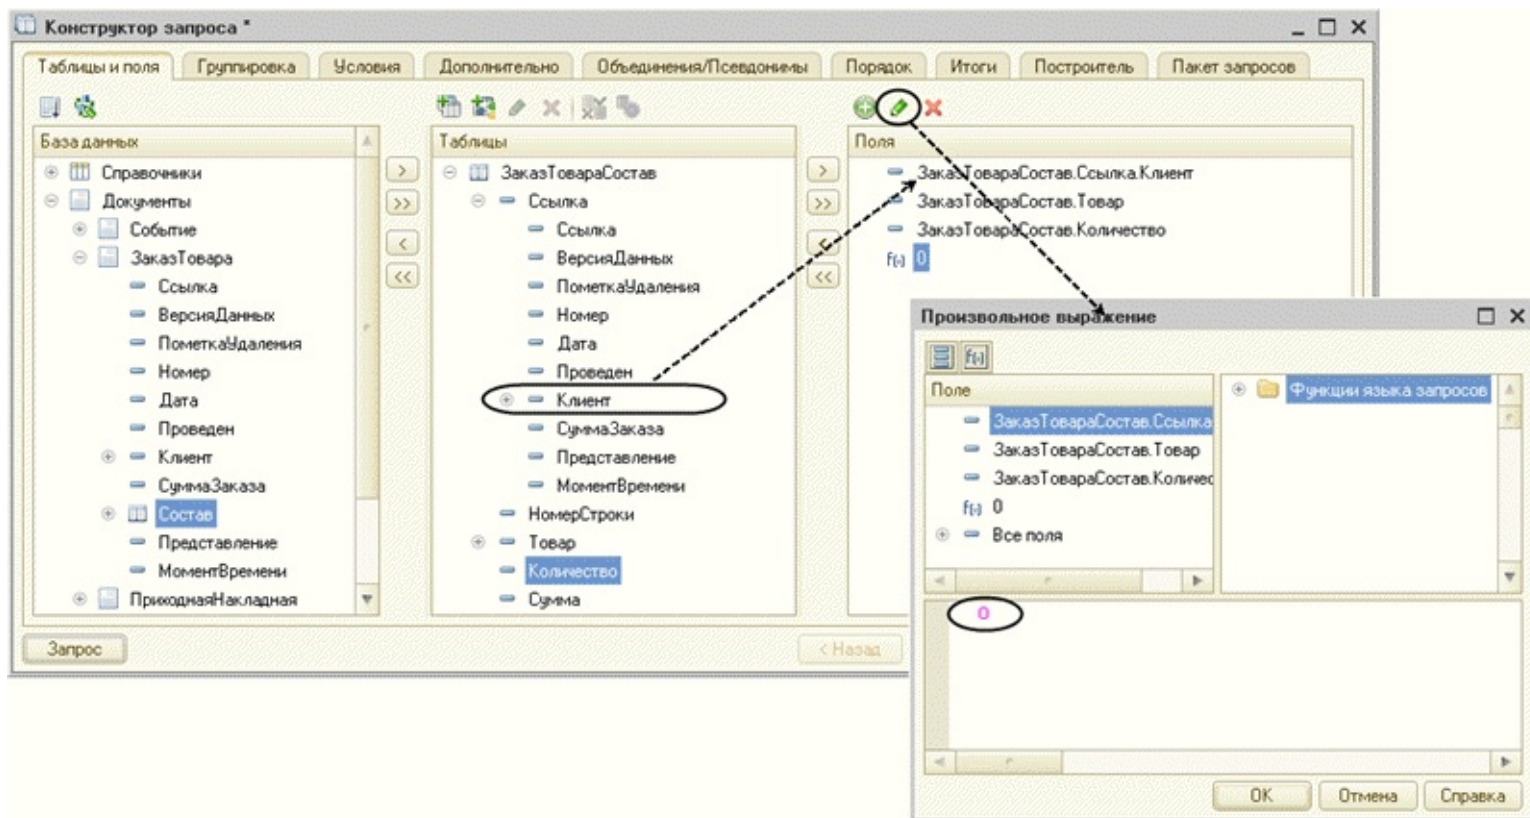 Конструктор запроса *
Таблицы и поля
Группировка
Условия
Дополнительно
Объединения/Псевдонимы
Порядок
Итоги
Построитель
Пакет запросов
База данных
Справочники
Документы
Событие
ЗаказТовара
Ссылка
ВерсияДанных
ПометкаУдаления
Номер
Дата
Проведен
Клиент
СуммаЗаказа
Состав
Представление
МоментВремени
ПриходнаяНакладная
>
>>
<
<<
Таблицы
ЗаказТовараСостав
Ссылка
Ссылка
ВерсияДанных
ПометкаУдаления
Номер
Дата
Проведен
Клиент
СуммаЗаказа
Представление
МоментВремени
НомерСтроки
Товар
Количество
Сумма
>
>>
<
<<
Поля
ЗаказТовараСостав.Ссылка.Клиент
ЗаказТовараСостав.Товар
ЗаказТовараСостав.Количество
f(-) 0
Запрос
< Назад
Произвольное выражение
f(-)
Поле
ЗаказТовараСостав.Ссылка
ЗаказТовараСостав.Товар
ЗаказТовараСостав.Количес
f(-) 0
Все поля
Функции языка запросов
0
OK
Отмена
Справка